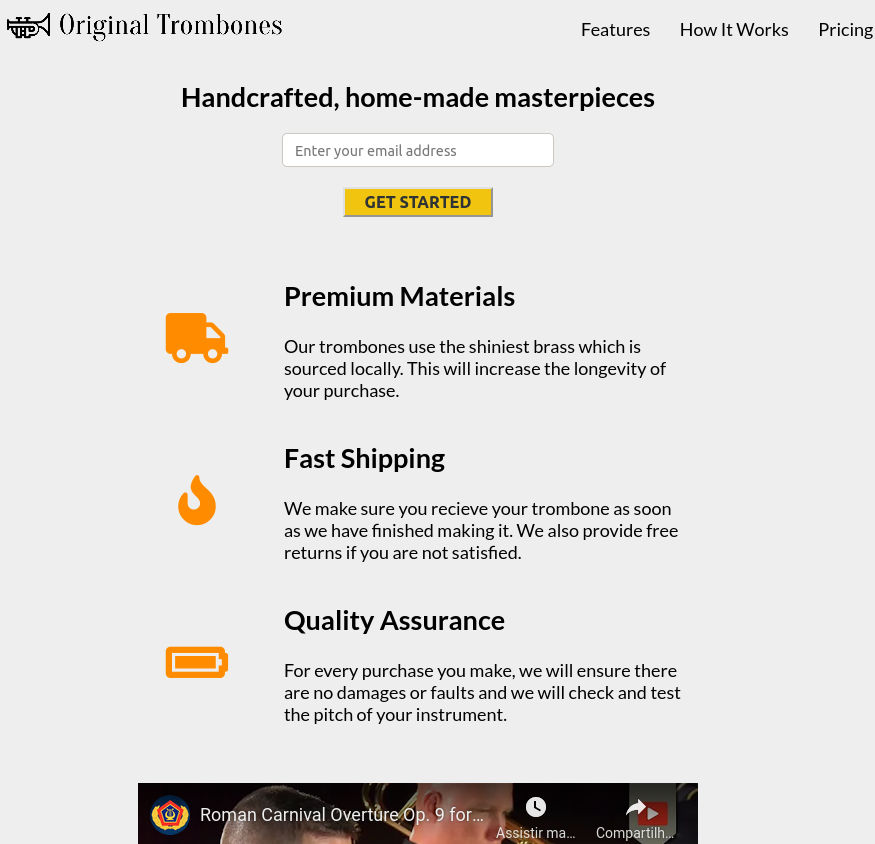 Original Trombones
Features
How It Works
Pricing
Handcrafted, home-made masterpieces
Enter your email address
GET STARTED
Premium Materials
Our trombones use the shiniest brass which is
sourced locally. This will increase the longevity of
your purchase.
Fast Shipping
We make sure you recieve your trombone as soon
as we have finished making it. We also provide free
returns if you are not satisfied.
Quality Assurance
For every purchase you make, we will ensure there
are no damages or faults and we will check and test
the pitch of your instrument.
Roman Carnival Overture Op. 9 for...
Assistir ma...
Compartilh...